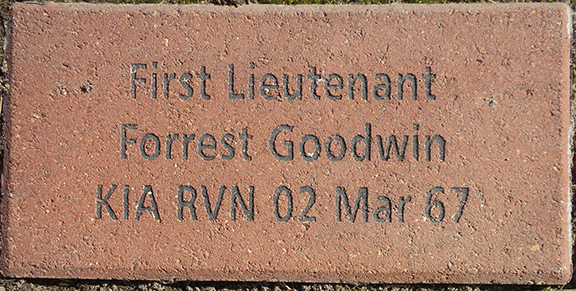 First Lieutenant
Forrest Goodwin
KIA RVN 02 Mar 67